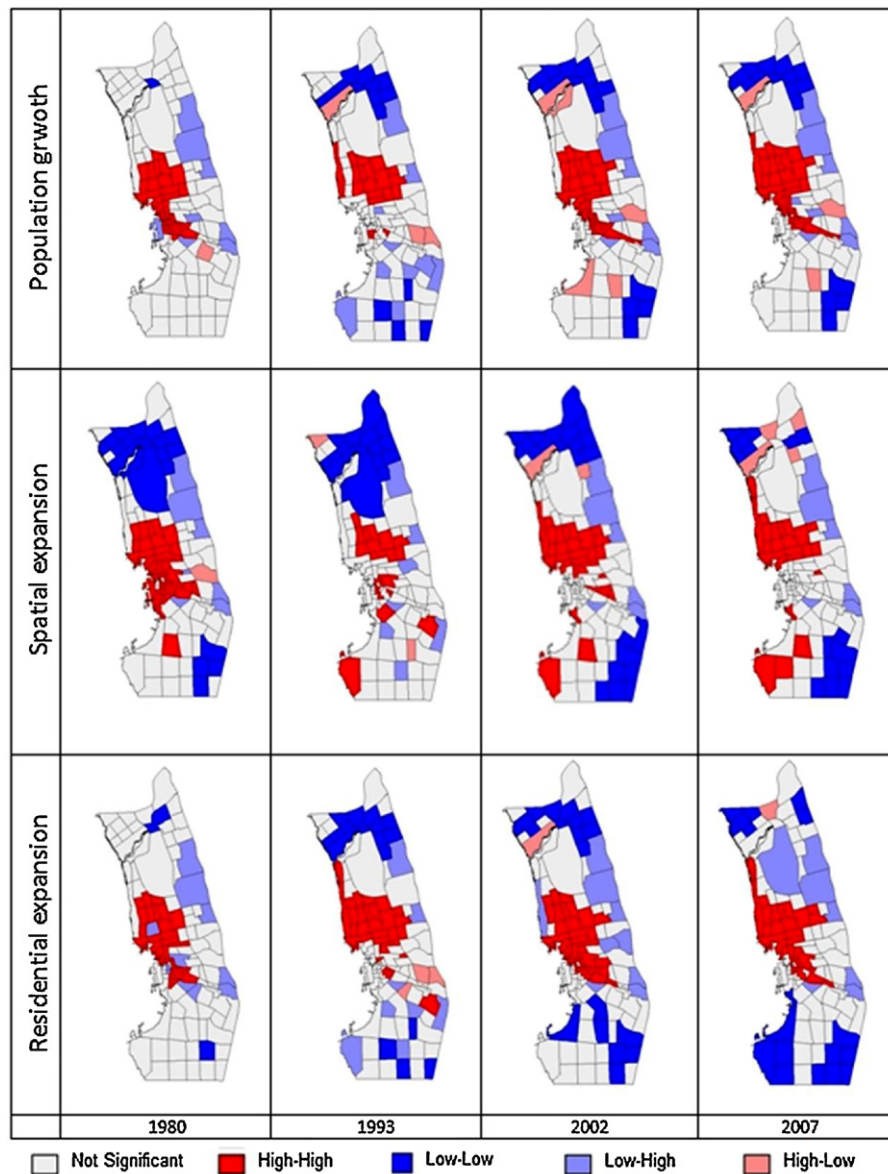 Population grwoth
Spatial expansion
Residential expansion
1980 1993 2002 2007
Not Significant High-High Low-Low Low-High High-Low